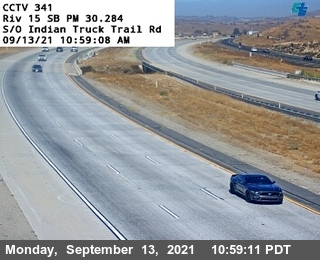 CCTV 341
Riv 15 SB PM 30.284
S/O Indian Truck Trail Rd
09/13/21 10:59:08 AM
Monday, September 13, 2021 10:59:11 PDT